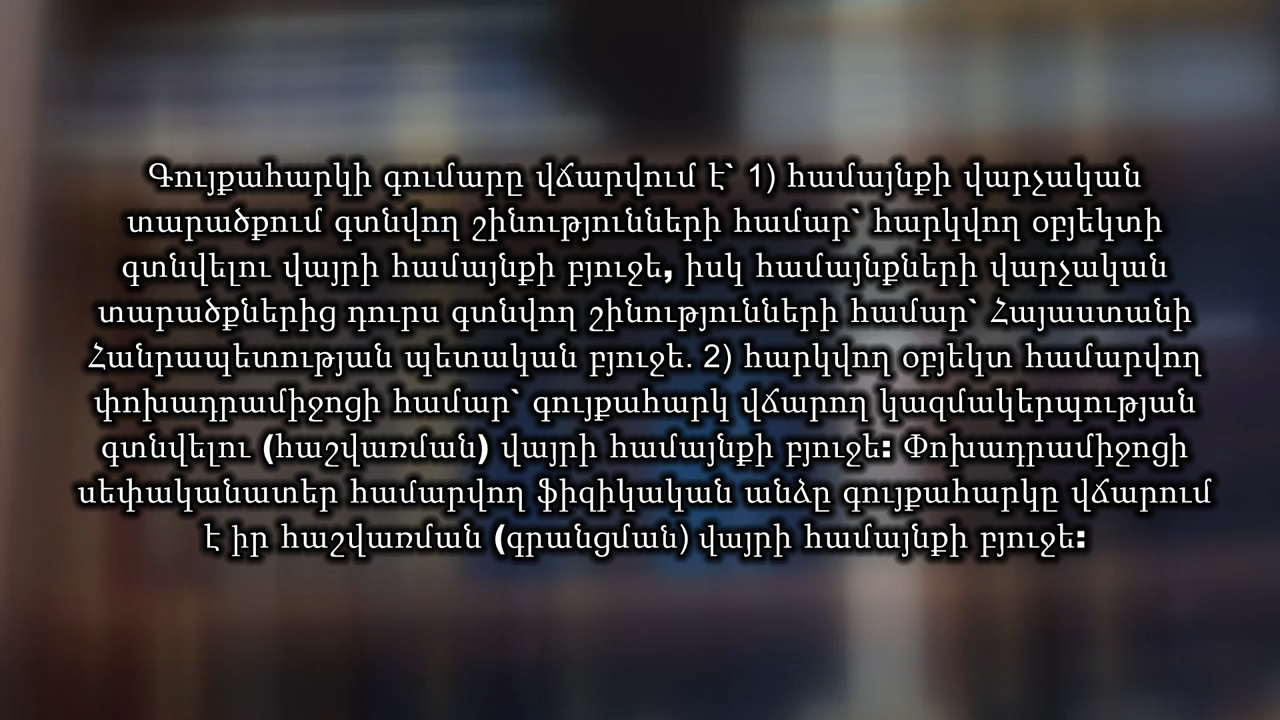 Գույքահարկի գումարը վճարվում է` 1) համայնքի վարչական
տարածքում գտնվող շինությունների համար` հարկվող օբյեկտի
գտնվելու վայրի համայնքի բյուջե, իսկ համայնքների վարչական
տարածքներից դուրս գտնվող շինությունների համար` Հայաստանի
Հանրապետության պետական բյուջե. 2) հարկվող օբյեկտ համարվող
փոխադրամիջոցի համար` գույքահարկ վճարող կազմակերպության
գտնվելու (հաշվառման) վայրի համայնքի բյուջե: Փոխադրամիջոցի
սեփականատեր համարվող ֆիզիկական անձը գույքահարկը վճարում
է իր հաշվառման (գրանցման) վայրի համայնքի բյուջե: